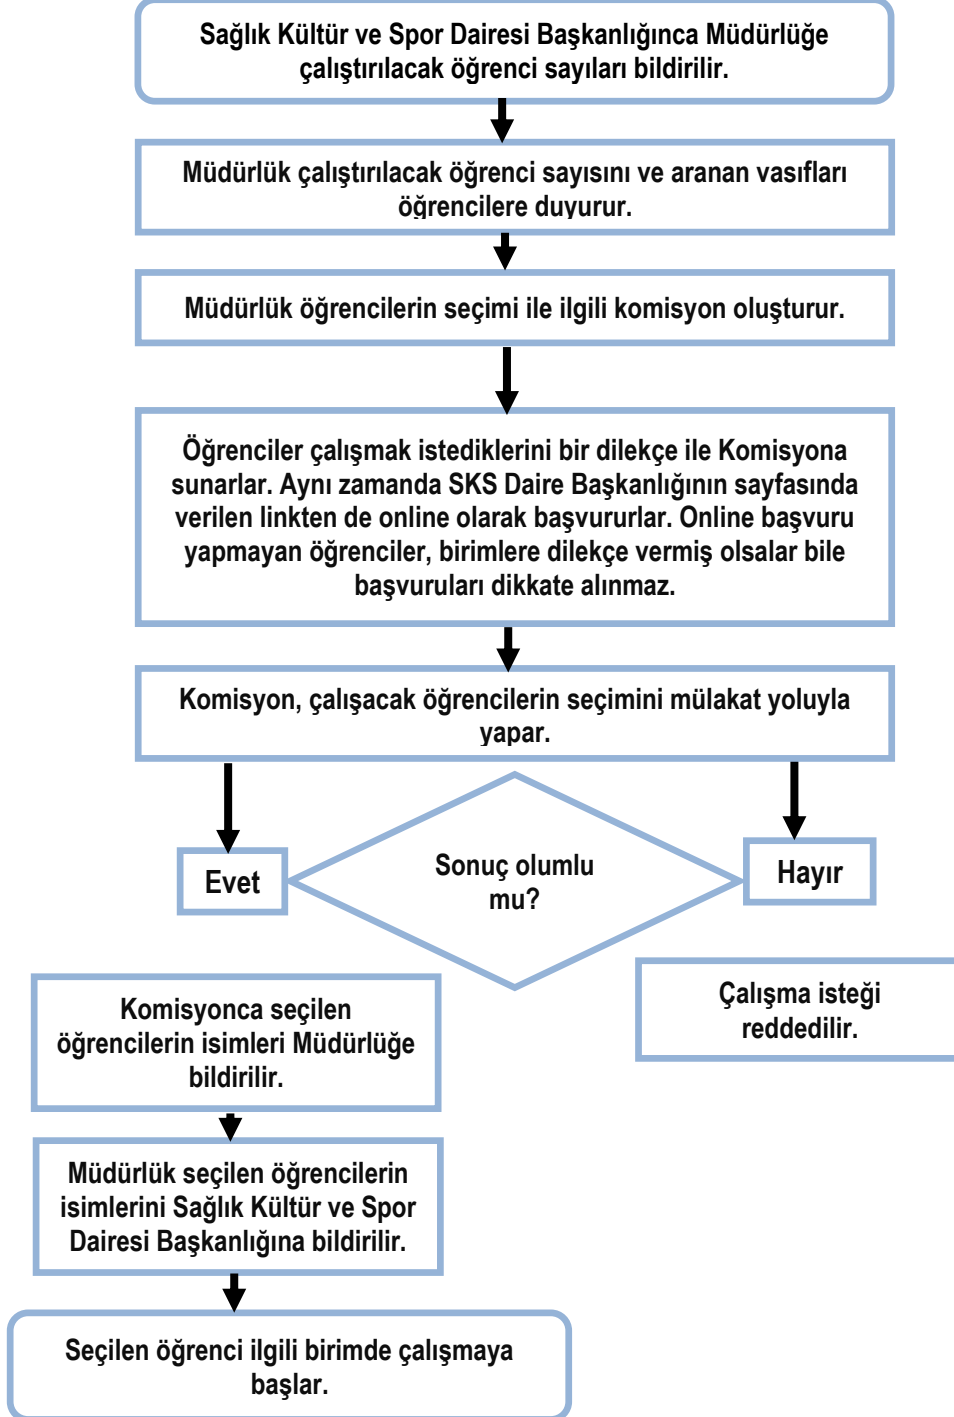 Sağlık Kültür ve Spor Dairesi Başkanlığınca Müdürlüğe
çalıştırılacak öğrenci sayıları bildirilir.
Müdürlük çalıştırılacak öğrenci sayısını ve aranan vasıfları
öğrencilere duyurur.
Müdürlük öğrencilerin seçimi ile ilgili komisyon oluşturur.
Öğrenciler çalışmak istediklerini bir dilekçe ile Komisyona
sunarlar. Aynı zamanda SKS Daire Başkanlığının sayfasında
verilen linkten de online olarak başvururlar. Online başvuru
yapmayan öğrenciler, birimlere dilekçe vermiş olsalar bile
başvuruları dikkate alınmaz.
Komisyon, çalışacak öğrencilerin seçimini mülakat yoluyla
yapar.
Evet
Sonuç olumlu
mu?
Hayır
Komisyonca seçilen
öğrencilerin isimleri Müdürlüğe
bildirilir.
Çalışma isteği
reddedilir.
Müdürlük seçilen öğrencilerin
isimlerini Sağlık Kültür ve Spor
Dairesi Başkanlığına bildirilir.
Seçilen öğrenci ilgili birimde çalışmaya
başlar.